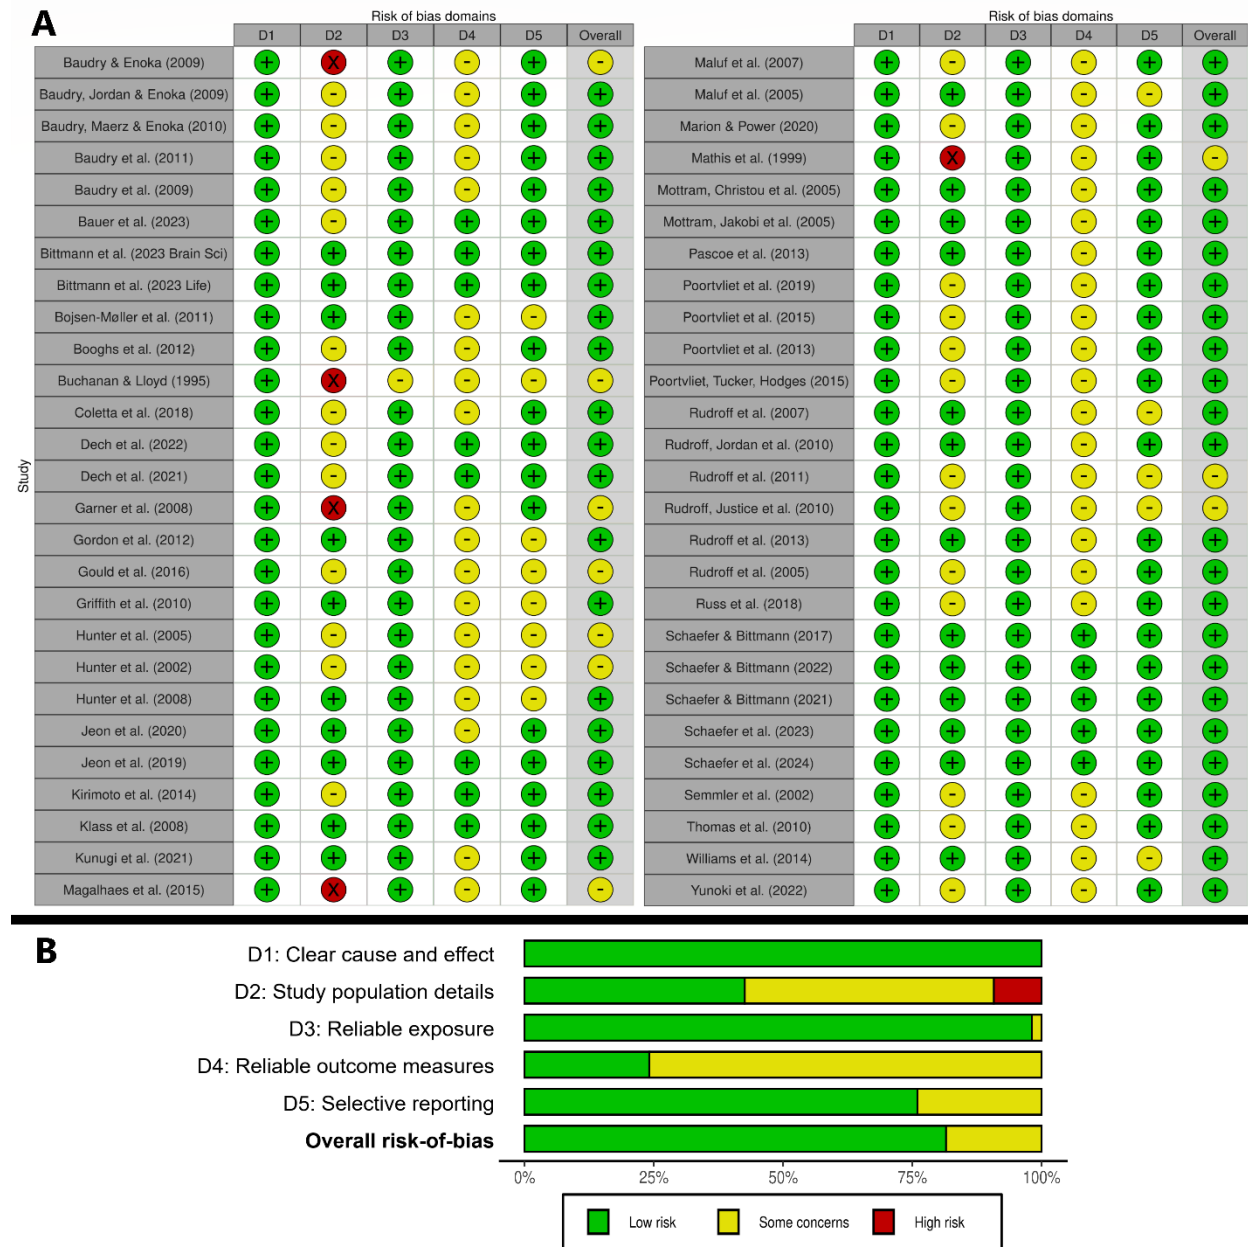 A
Risk of bias domains
D1 D2 D3 D4 D5 Overall
Study
Baudry & Enoka (2009) + X + - + -
Baudry, Jordan & Enoka (2009) + - + - + +
Baudry, Maerz & Enoka (2010) + - + - + +
Baudry et al. (2011) + - + - + +
Baudry et al. (2009) + - + - + +
Bauer et al. (2023) + - + + + +
Bittmann et al. (2023 Brain Sci) + + + + + +
Bittmann et al. (2023 Life) + + + + + +
Bojsen-Møller et al. (2011) + + + - - +
Booghs et al. (2012) + - + - + +
Buchanan & Lloyd (1995) + X - - - -
Coletta et al. (2018) + - + - + +
Dech et al. (2022) + - + + + +
Dech et al. (2021) + - + + + +
Garner et al. (2008) + X + - + -
Gordon et al. (2012) + + + - - +
Gould et al. (2016) + - + - - -
Griffith et al. (2010) + + + - - +
Hunter et al. (2005) + - + - - -
Hunter et al. (2002) + - + - - -
Hunter et al. (2008) + + + - - +
Jeon et al. (2020) + + + - + +
Jeon et al. (2019) + + + + + +
Kirimoto et al. (2014) + - + + + +
Klass et al. (2008) + + + + + +
Kunugi et al. (2021) + + + - + +
Magalhaes et al. (2015) + X + - + -
Risk of bias domains
D1 D2 D3 D4 D5 Overall
Maluf et al. (2007) + - + - + +
Maluf et al. (2005) + + + - - +
Marion & Power (2020) + - + - + +
Mathis et al. (1999) + X + - + -
Mottram, Christou et al. (2005) + + + - + +
Mottram, Jakobi et al. (2005) + + + - + +
Pascoe et al. (2013) + + + - + +
Poortvliet et al. (2019) + - + - + +
Poortvliet et al. (2015) + - + - + +
Poortvliet et al. (2013) + - + - + +
Poortvliet, Tucker, Hodges (2015) + - + - + +
Rudroff et al. (2007) + + + - - +
Rudroff, Jordan et al. (2010) + + + - + +
Rudroff et al. (2011) + - + - - -
Rudroff, Justice et al. (2010) + - + - - -
Rudroff et al. (2013) + + + - + +
Rudroff et al. (2005) + - + - + +
Russ et al. (2018) + - + - + +
Schaefer & Bittmann (2017) + + + + + +
Schaefer & Bittmann (2022) + + + + + +
Schaefer & Bittmann (2021) + + + + + +
Schaefer et al. (2023) + + + + + +
Schaefer et al. (2024) + + + + + +
Semmler et al. (2002) + - + - + +
Thomas et al. (2010) + - + - + +
Williams et al. (2014) + + + - - +
Yunoki et al. (2022) + - + - + +
B
D1: Clear cause and effect
D2: Study population details
D3: Reliable exposure
D4: Reliable outcome measures
D5: Selective reporting
Overall risk-of-bias
0% 25% 50% 75% 100%
Low risk Some concerns High risk